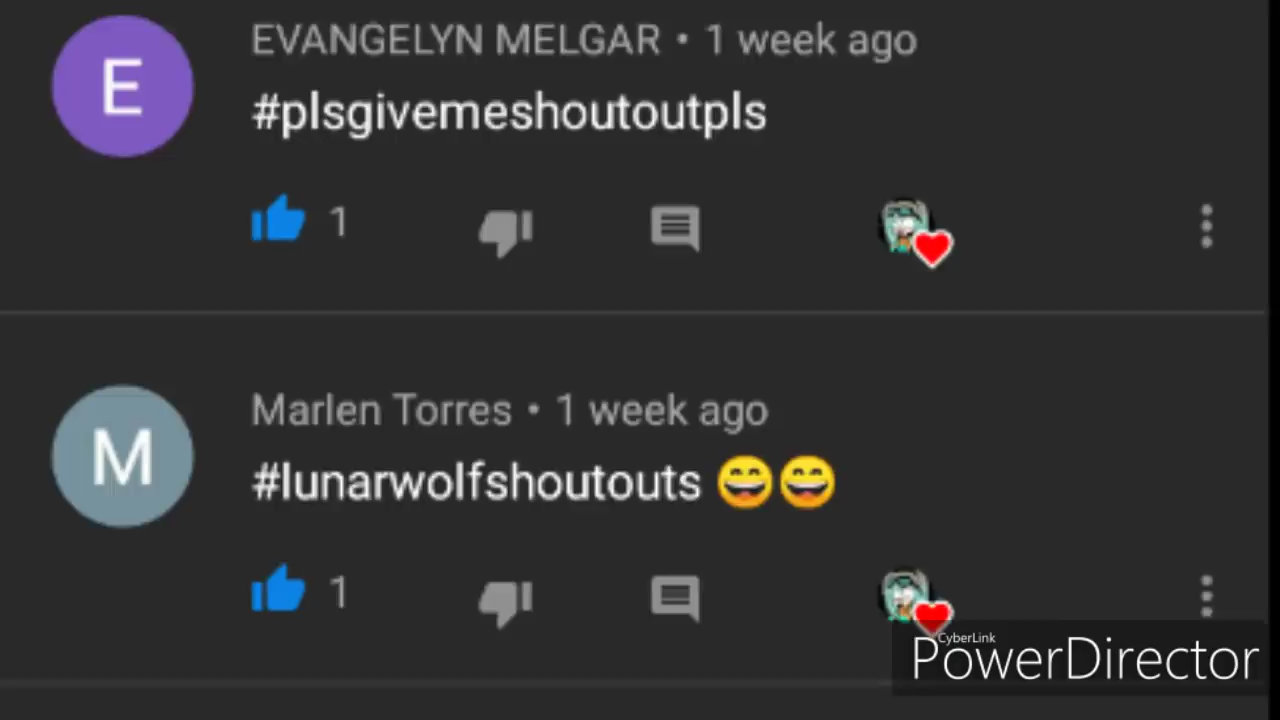 E
EVANGELYN MELGAR • 1 week ago
#plsgivemeshoutoutpls
1
M
Marlen Torres • 1 week ago
#lunarwolfshoutouts 😄😄
1
CyberLink
PowerDirector